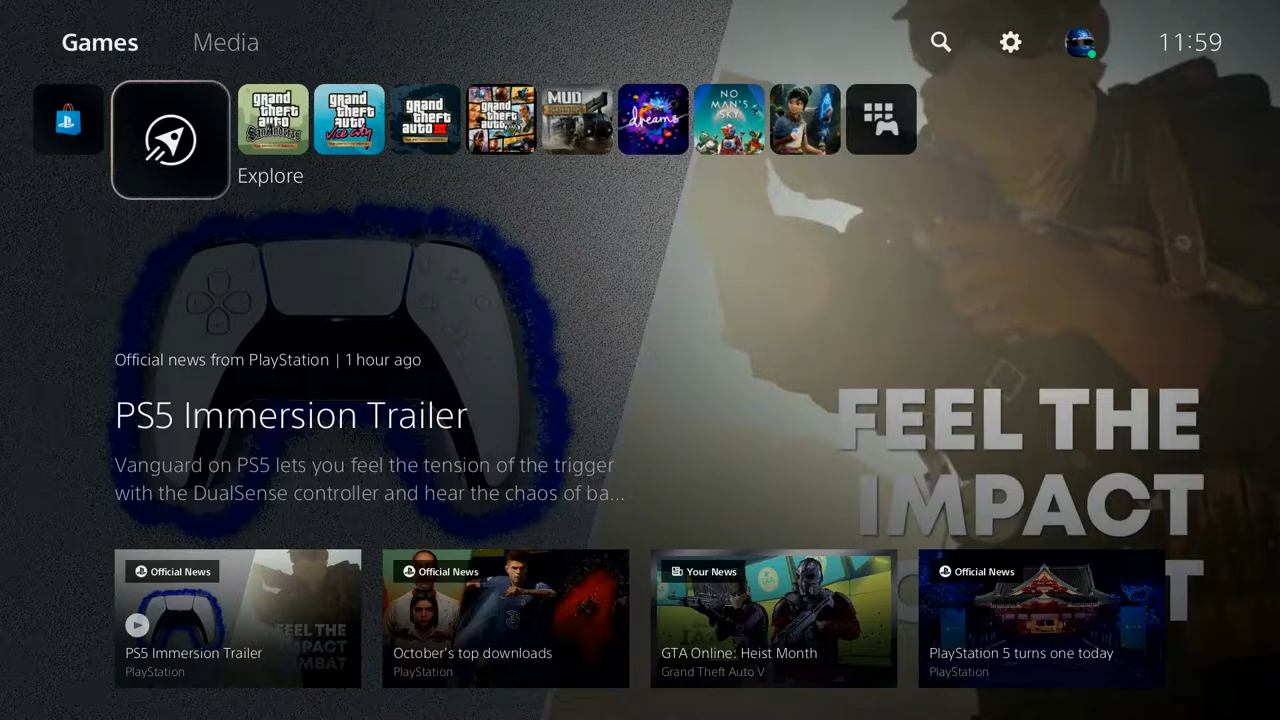 Games
Media
11:59
grand
theft
auto
San Andreas
grand
theft
auto
Vice City
grand
theft
auto III
grand
theft
auto V
MUD
dreams
NO
MAN'S
SKY
Explore
Official news from PlayStation | 1 hour ago
PS5 Immersion Trailer
Vanguard on PS5 lets you feel the tension of the trigger
with the DualSense controller and hear the chaos of ba...
FEEL THE
IMPACT
Official News
FEEL THE
IMPACT
MBAT
PS5 Immersion Trailer
PlayStation
Official News
October's top downloads
PlayStation
Your News
GTA Online: Heist Month
Grand Theft Auto V
Official News
PlayStation 5 turns one today
PlayStation